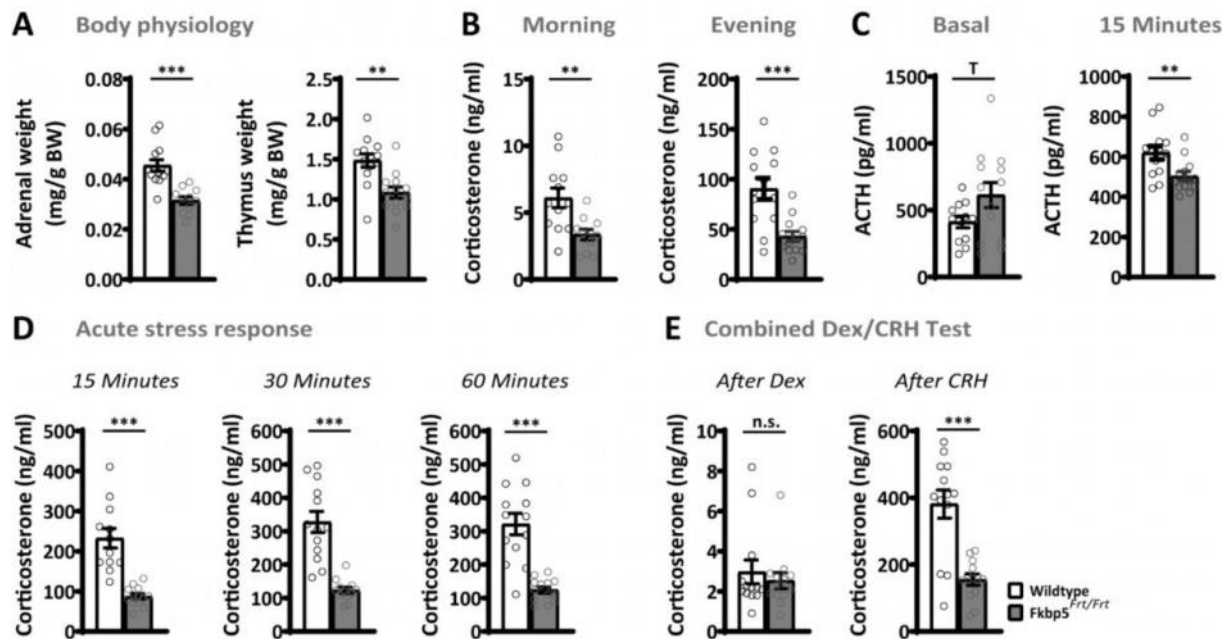 A Body physiology
B Morning Evening
C Basal 15 Minutes
Adrenal weight
(mg/g BW)
0.08
0.06
0.04
0.02
0.00
***
Thymus weight
(mg/g BW)
2.5
2.0
1.5
1.0
0.5
0.0
**
Corticosterone (ng/ml)
15
10
5
0
**
Corticosterone (ng/ml)
200
150
100
50
0
***
ACTH (pg/ml)
1500
1000
500
0
T
ACTH (pg/ml)
1000
800
600
400
200
0
**
D Acute stress response
15 Minutes
Corticosterone (ng/ml)
500
400
300
200
100
0
***
30 Minutes
Corticosterone (ng/ml)
600
500
400
300
200
100
0
***
60 Minutes
Corticosterone (ng/ml)
600
500
400
300
200
100
0
***
E Combined Dex/CRH Test
After Dex
Corticosterone (ng/ml)
10
8
6
4
2
0
n.s.
After CRH
Corticosterone (ng/ml)
600
400
200
0
***
Wildtype
Fkbp5 Frt/Frt